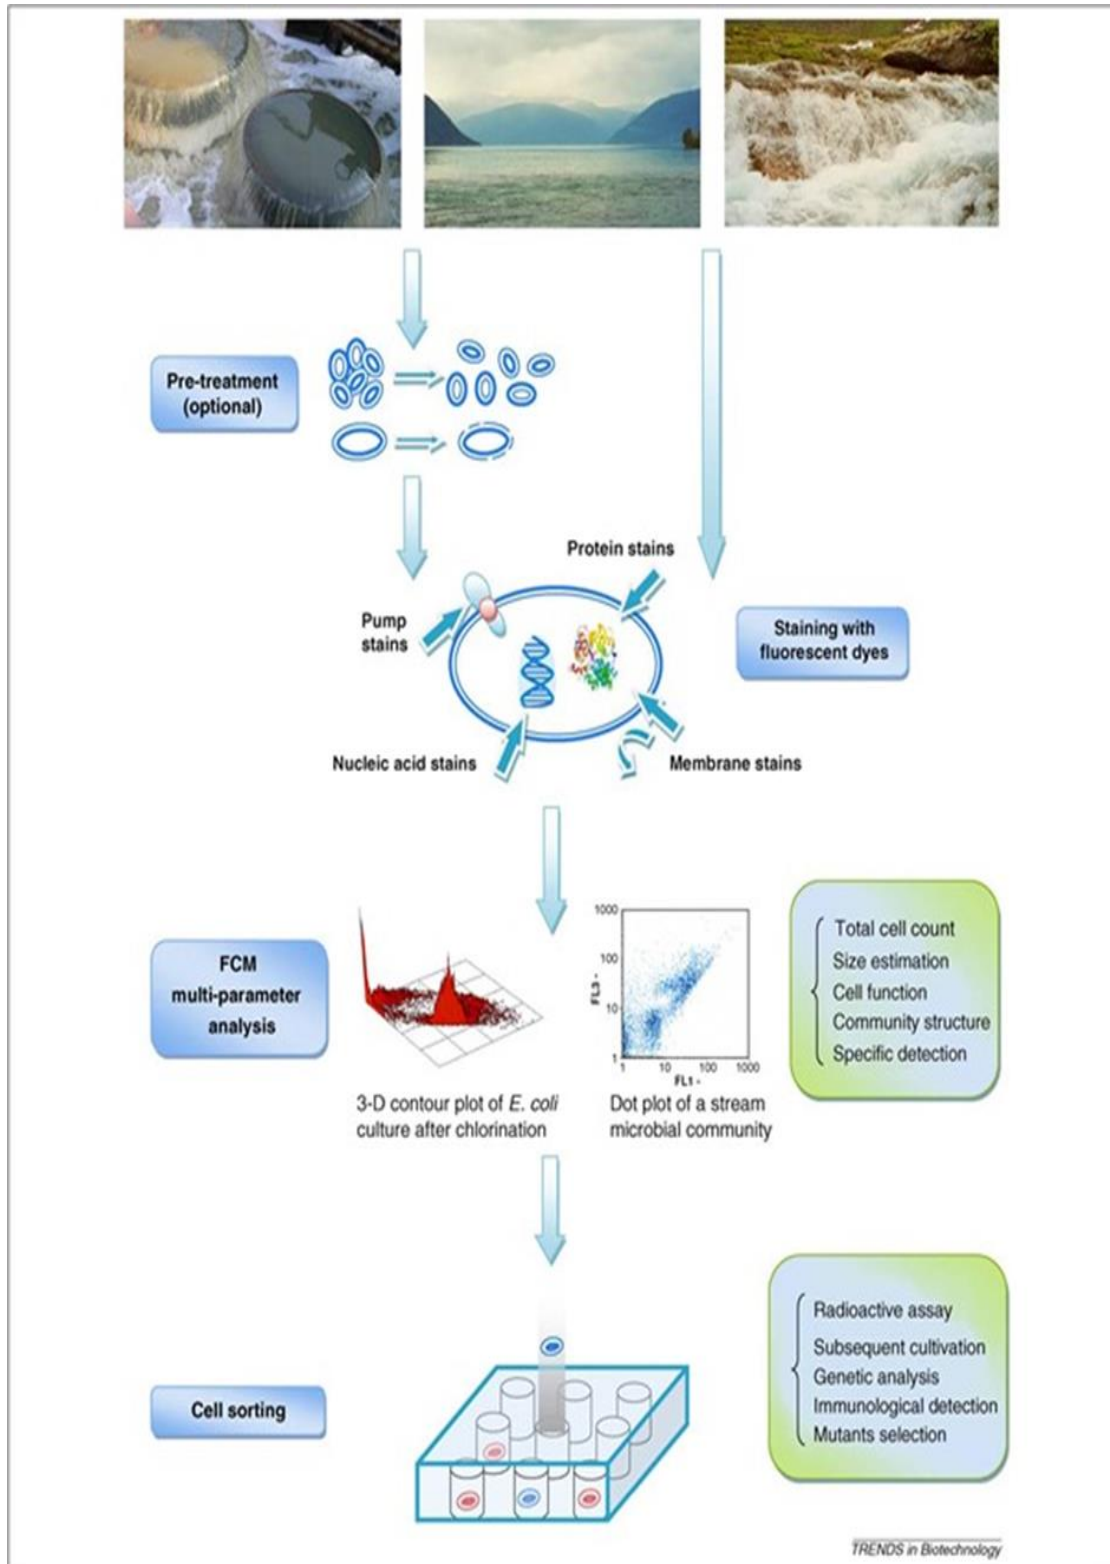 Pre-treatment
(optional)
Protein stains
Pump
stains
Staining with
fluorescent dyes
Nucleic acid stains
Membrane stains
FCM
multi-parameter
analysis
1000
100
10
1
FL3 -
1
10
100
1000
FL1 -
Total cell count
Size estimation
Cell function
Community structure
Specific detection
3-D contour plot of E. coli
culture after chlorination
Dot plot of a stream
microbial community
Cell sorting
Radioactive assay
Subsequent cultivation
Genetic analysis
Immunological detection
Mutants selection
TRENDS in Biotechnology